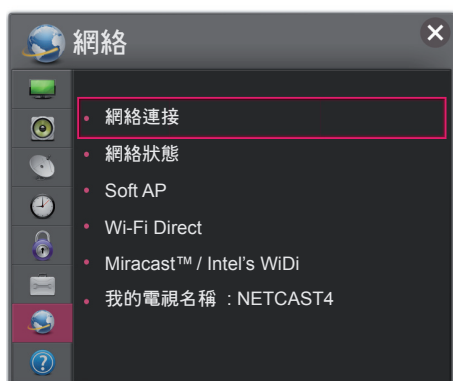 網絡
網絡連接
網絡狀態
Soft AP
Wi-Fi Direct
Miracast™ / Intel's WiDi
我的電視名稱 : NETCAST4